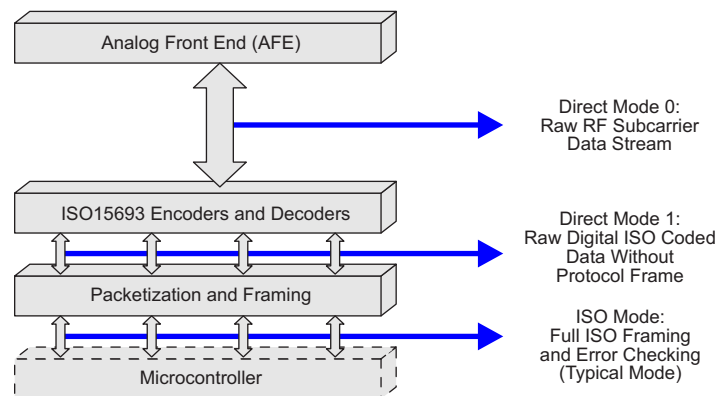 Analog Front End (AFE)
Direct Mode 0:
Raw RF Subcarrier
Data Stream
ISO15693 Encoders and Decoders
Direct Mode 1:
Raw Digital ISO Coded
Data Without
Protocol Frame
Packetization and Framing
ISO Mode:
Full ISO Framing
and Error Checking
(Typical Mode)
Microcontroller